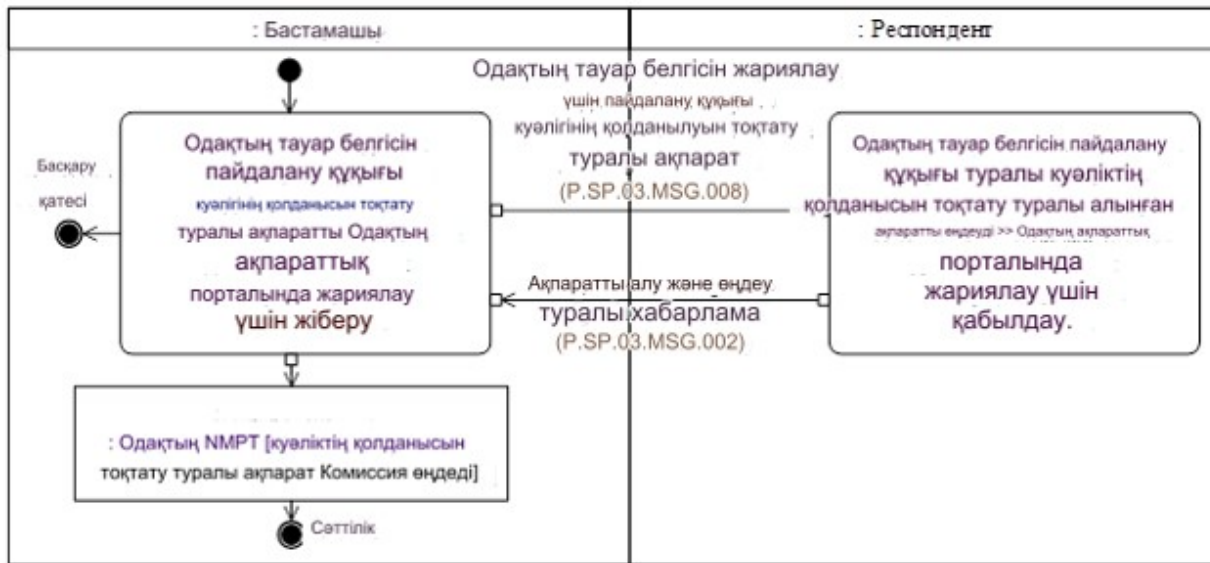 : Бастамашы
: Респондент
Одақтың тауар белгісін жариялау
үшін пайдалану құқығы
куәлігінің қолданылуын тоқтату
туралы ақпарат
(P.SP.03.MSG.008)
Басқару
қатесі
Одақтың тауар белгісін
пайдалану құқығы
куәлігінің қолданысын тоқтату
туралы ақпаратты Одақтың
ақпараттық
порталында жариялау
үшін жіберу
Одақтың тауар белгісін пайдалану
құқығы туралы куәліктің
қолданысын тоқтату туралы алынған
ақпаратты өңдеуді >> Одақтың ақпараттық
порталында
жариялау үшін
қабылдау.
Ақпаратты алу және өңдеу
туралы хабарлама
(P.SP.03.MSG.002)
: Одақтың NMPT [куәліктің қолданысын
тоқтату туралы ақпарат Комиссия өңдеді]
Сәттілік